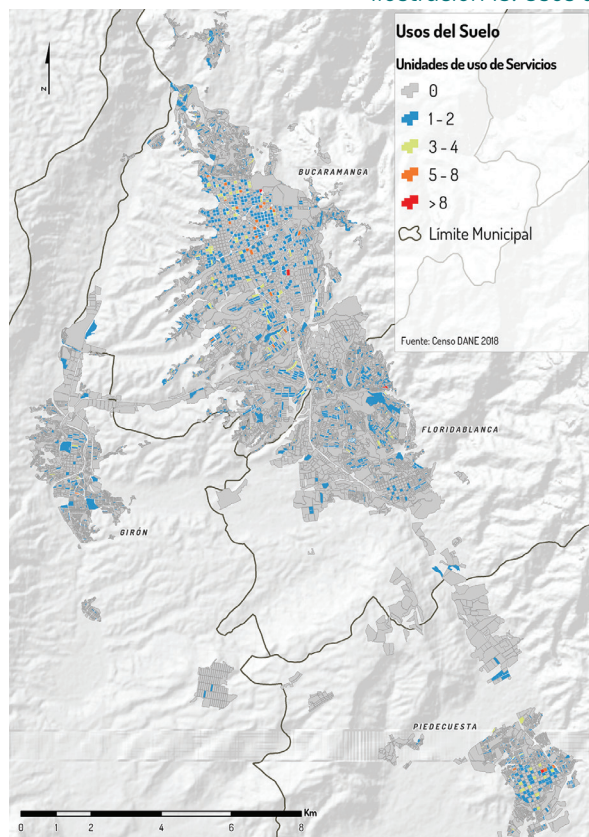 Usos del Suelo
Unidades de uso de Servicios
0
1 - 2
3 - 4
5 - 8
> 8
Límite Municipal
Fuente: Censo DANE 2018
N
BUCARAMANGA
FLORIDABLANCA
GIRÓN
PIEDECUESTA
Km
0 1 2 4 6 8